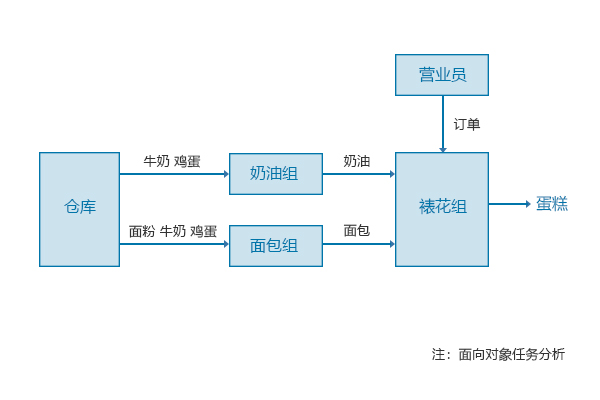 营业员
订单
牛奶 鸡蛋
奶油组
奶油
仓库
裱花组
蛋糕
面粉 牛奶 鸡蛋
面包组
面包
注：面向对象任务分析